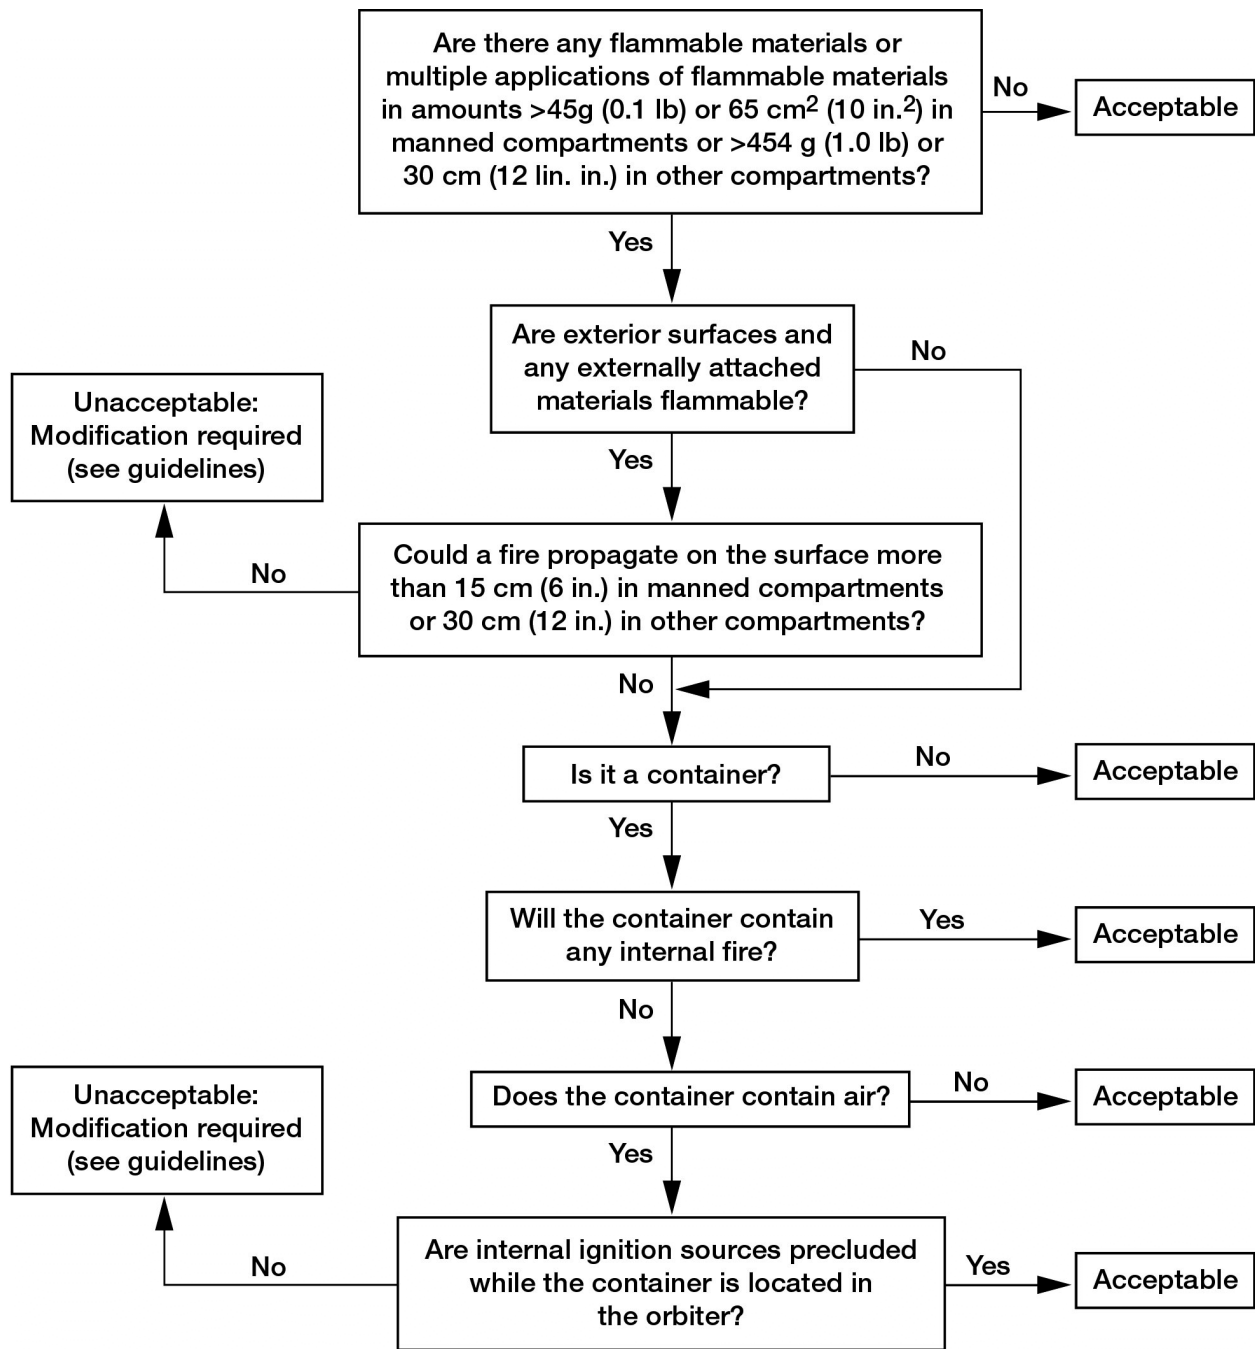 Are there any flammable materials or
multiple applications of flammable materials
in amounts >45g (0.1 lb) or 65 cm² (10 in.²) in
manned compartments or >454 g (1.0 lb) or
30 cm (12 lin. in.) in other compartments?
No
Acceptable
Yes
Are exterior surfaces and
any externally attached
materials flammable?
No
Yes
Unacceptable:
Modification required
(see guidelines)
Could a fire propagate on the surface more
than 15 cm (6 in.) in manned compartments
or 30 cm (12 in.) in other compartments?
No
No
Is it a container?
No
Acceptable
Yes
Will the container contain
any internal fire?
Yes
Acceptable
No
Does the container contain air?
No
Acceptable
Yes
Unacceptable:
Modification required
(see guidelines)
Are internal ignition sources precluded
while the container is located in
the orbiter?
No
Yes
Acceptable